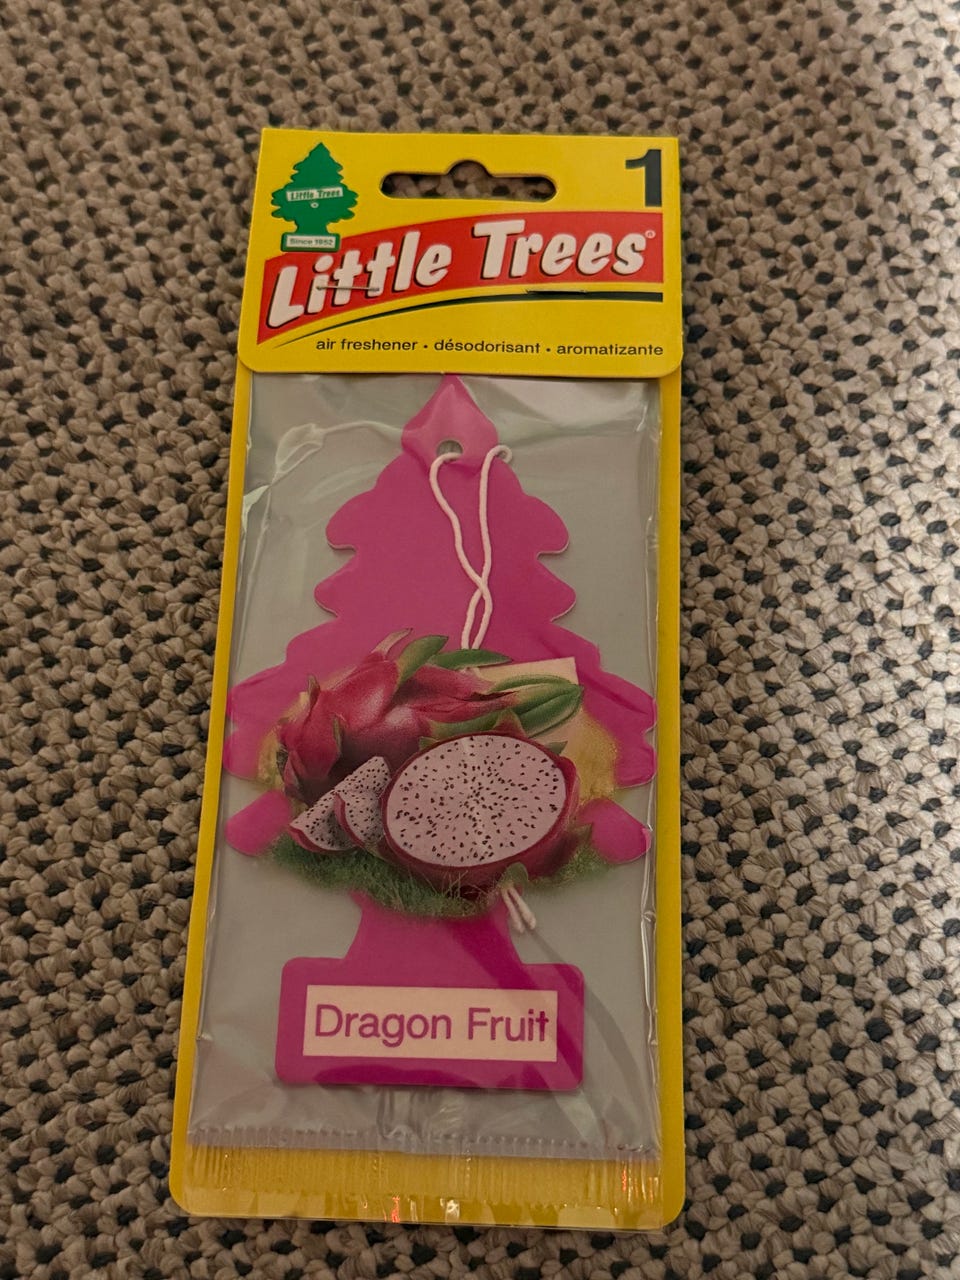 1
Little Trees
Since 1952
Little Trees®
air freshener • désodorisant • aromatizante
Dragon Fruit